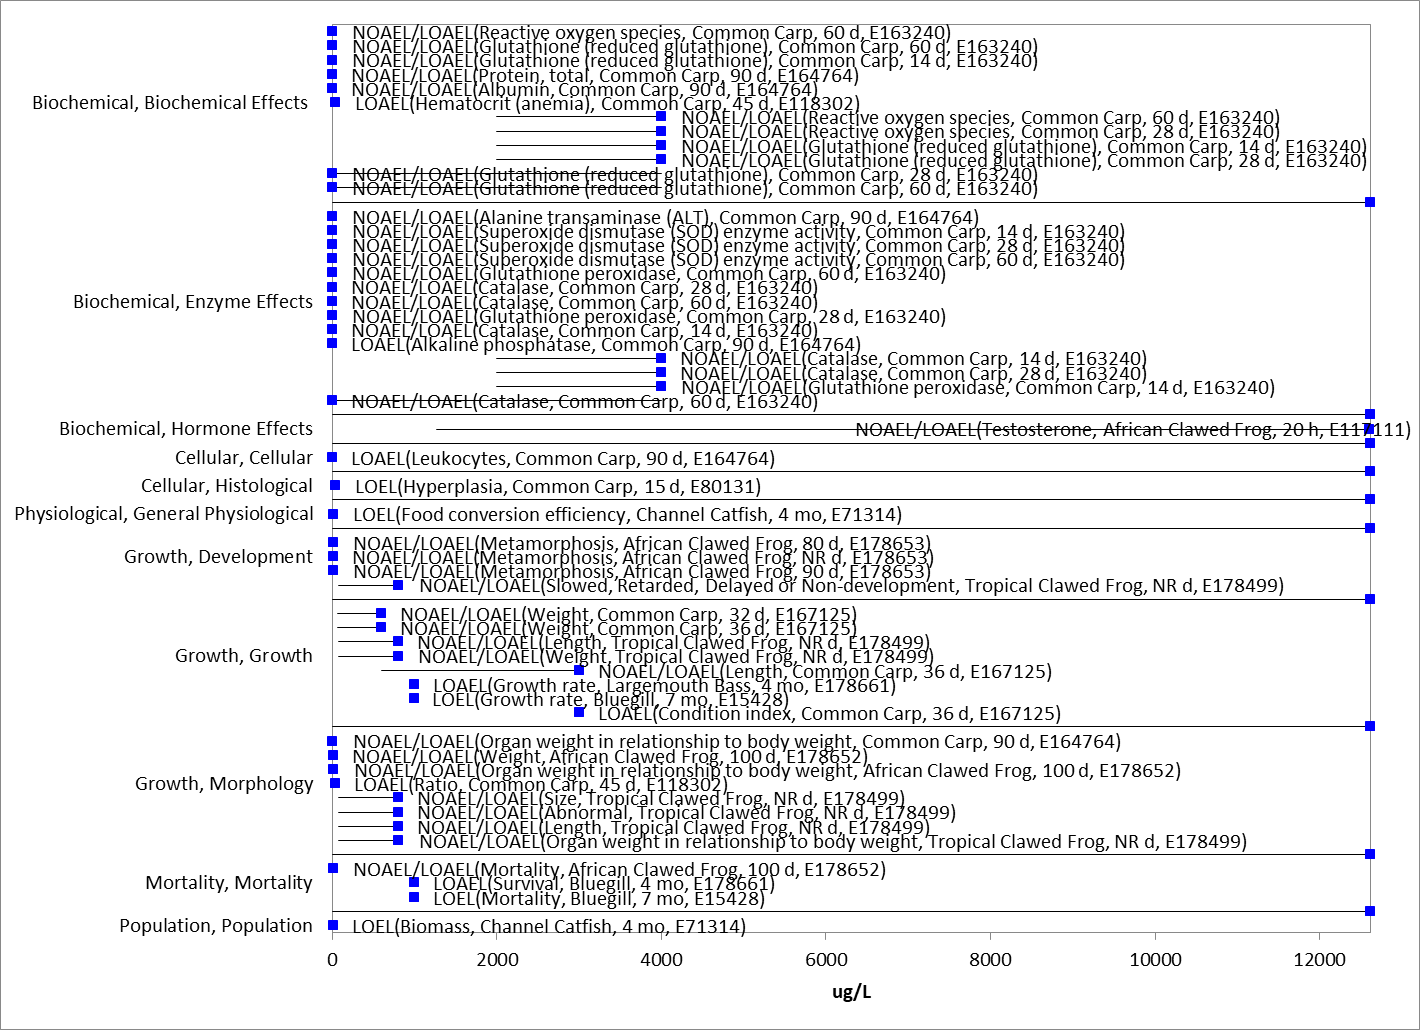 NOAEL/LOAEL(Reactive oxygen species, Common Carp, 60 d, E163240)
NOAEL/LOAEL(Glutathione (reduced glutathione), Common Carp, 60 d, E163240)
NOAEL/LOAEL(Glutathione (reduced glutathione), Common Carp, 14 d, E163240)
NOAEL/LOAEL(Protein, total, Common Carp, 90 d, E164764)
NOAEL/LOAEL(Albumin, Common Carp, 90 d, E164764)
Biochemical, Biochemical Effects
LOAEL(Hematocrit (anemia), Common Carp, 45 d, E118302)
NOAEL/LOAEL(Reactive oxygen species, Common Carp, 60 d, E163240)
NOAEL/LOAEL(Reactive oxygen species, Common Carp, 28 d, E163240)
NOAEL/LOAEL(Glutathione (reduced glutathione), Common Carp, 14 d, E163240)
NOAEL/LOAEL(Glutathione (reduced glutathione), Common Carp, 28 d, E163240)
NOAEL/LOAEL(Glutathione (reduced glutathione), Common Carp, 28 d, E163240)
NOAEL/LOAEL(Glutathione (reduced glutathione), Common Carp, 60 d, E163240)
NOAEL/LOAEL(Alanine transaminase (ALT), Common Carp, 90 d, E164764)
NOAEL/LOAEL(Superoxide dismutase (SOD) enzyme activity, Common Carp, 14 d, E163240)
NOAEL/LOAEL(Superoxide dismutase (SOD) enzyme activity, Common Carp, 28 d, E163240)
NOAEL/LOAEL(Superoxide dismutase (SOD) enzyme activity, Common Carp, 60 d, E163240)
NOAEL/LOAEL(Glutathione peroxidase, Common Carp, 60 d, E163240)
NOAEL/LOAEL(Catalase, Common Carp, 28 d, E163240)
Biochemical, Enzyme Effects
NOAEL/LOAEL(Catalase, Common Carp, 60 d, E163240)
NOAEL/LOAEL(Glutathione peroxidase, Common Carp, 28 d, E163240)
NOAEL/LOAEL(Catalase, Common Carp, 14 d, E163240)
LOAEL(Alkaline phosphatase, Common Carp, 90 d, E164764)
NOAEL/LOAEL(Catalase, Common Carp, 14 d, E163240)
NOAEL/LOAEL(Catalase, Common Carp, 28 d, E163240)
NOAEL/LOAEL(Glutathione peroxidase, Common Carp, 14 d, E163240)
NOAEL/LOAEL(Catalase, Common Carp, 60 d, E163240)
Biochemical, Hormone Effects
NOAEL/LOAEL(Testosterone, African Clawed Frog, 20 h, E117111)
Cellular, Cellular
LOAEL(Leukocytes, Common Carp, 90 d, E164764)
Cellular, Histological
LOEL(Hyperplasia, Common Carp, 15 d, E80131)
Physiological, General Physiological
LOEL(Food conversion efficiency, Channel Catfish, 4 mo, E71314)
NOAEL/LOAEL(Metamorphosis, African Clawed Frog, 80 d, E178653)
Growth, Development
NOAEL/LOAEL(Metamorphosis, African Clawed Frog, NR d, E178653)
NOAEL/LOAEL(Metamorphosis, African Clawed Frog, 90 d, E178653)
NOAEL/LOAEL(Slowed, Retarded, Delayed or Non-development, Tropical Clawed Frog, NR d, E178499)
NOAEL/LOAEL(Weight, Common Carp, 32 d, E167125)
NOAEL/LOAEL(Weight, Common Carp, 36 d, E167125)
NOAEL/LOAEL(Length, Tropical Clawed Frog, NR d, E178499)
Growth, Growth
NOAEL/LOAEL(Weight, Tropical Clawed Frog, NR d, E178499)
NOAEL/LOAEL(Length, Common Carp, 36 d, E167125)
LOAEL(Growth rate, Largemouth Bass, 4 mo, E178661)
LOEL(Growth rate, Bluegill, 7 mo, E15428)
LOAEL(Condition index, Common Carp, 36 d, E167125)
NOAEL/LOAEL(Organ weight in relationship to body weight, Common Carp, 90 d, E164764)
NOAEL/LOAEL(Weight, African Clawed Frog, 100 d, E178652)
NOAEL/LOAEL(Organ weight in relationship to body weight, African Clawed Frog, 100 d, E178652)
Growth, Morphology
LOAEL(Ratio, Common Carp, 45 d, E118302)
NOAEL/LOAEL(Size, Tropical Clawed Frog, NR d, E178499)
NOAEL/LOAEL(Abnormal, Tropical Clawed Frog, NR d, E178499)
NOAEL/LOAEL(Length, Tropical Clawed Frog, NR d, E178499)
NOAEL/LOAEL(Organ weight in relationship to body weight, Tropical Clawed Frog, NR d, E178499)
NOAEL/LOAEL(Mortality, African Clawed Frog, 100 d, E178652)
Mortality, Mortality
LOAEL(Survival, Bluegill, 4 mo, E178661)
LOEL(Mortality, Bluegill, 7 mo, E15428)
Population, Population
LOEL(Biomass, Channel Catfish, 4 mo, E71314)
0 2000 4000 6000 8000 10000 12000
ug/L